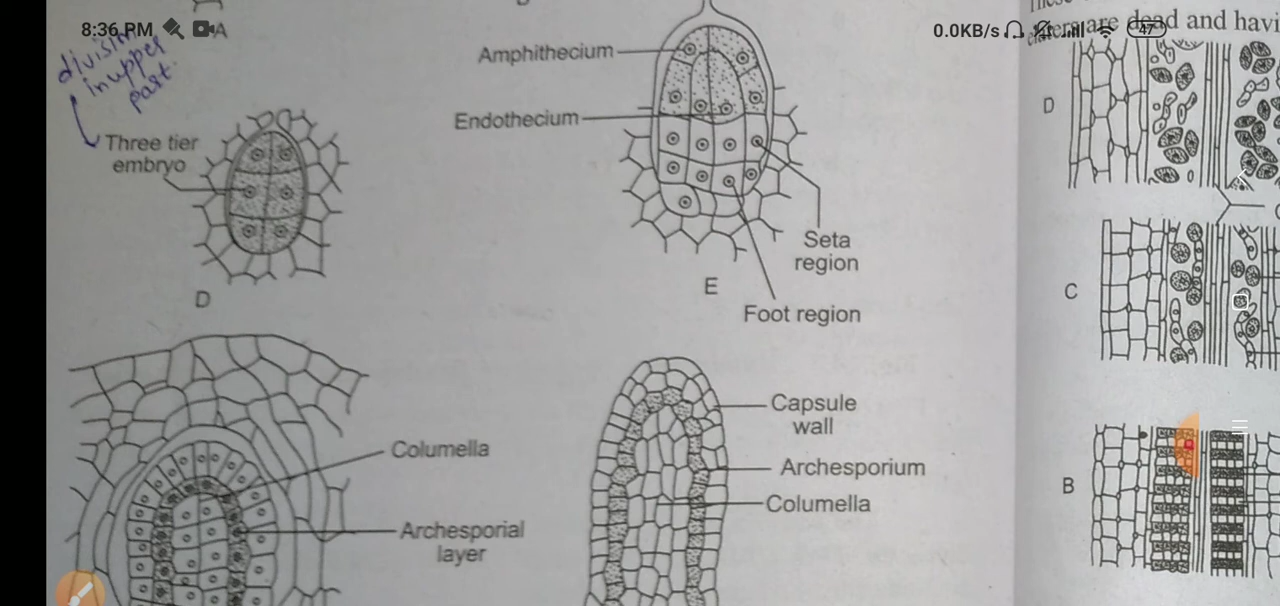 8:36 PM
0.0KB/s
47
are dead and havi
division
in upper
part.
Three tier
embryo
D
Amphithecium
Endothecium
Seta
region
Foot region
E
D
C
B
Columella
Archesporial
layer
Capsule
wall
Archesporium
Columella